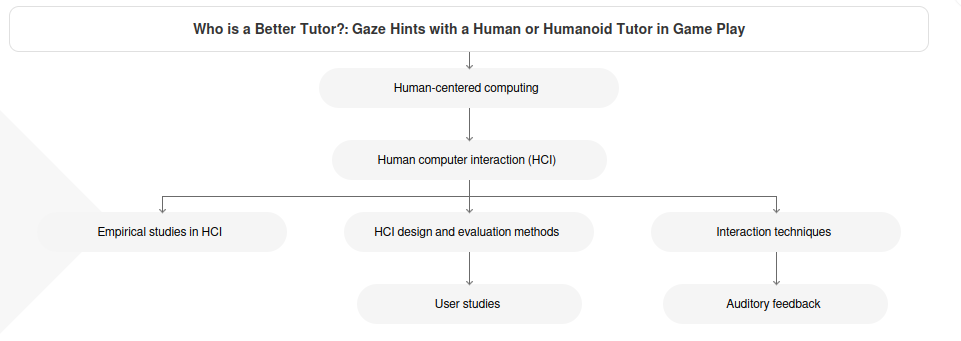 Who is a Better Tutor?: Gaze Hints with a Human or Humanoid Tutor in Game Play
Human-centered computing
Human computer interaction (HCI)
Empirical studies in HCI
HCI design and evaluation methods
Interaction techniques
User studies
Auditory feedback